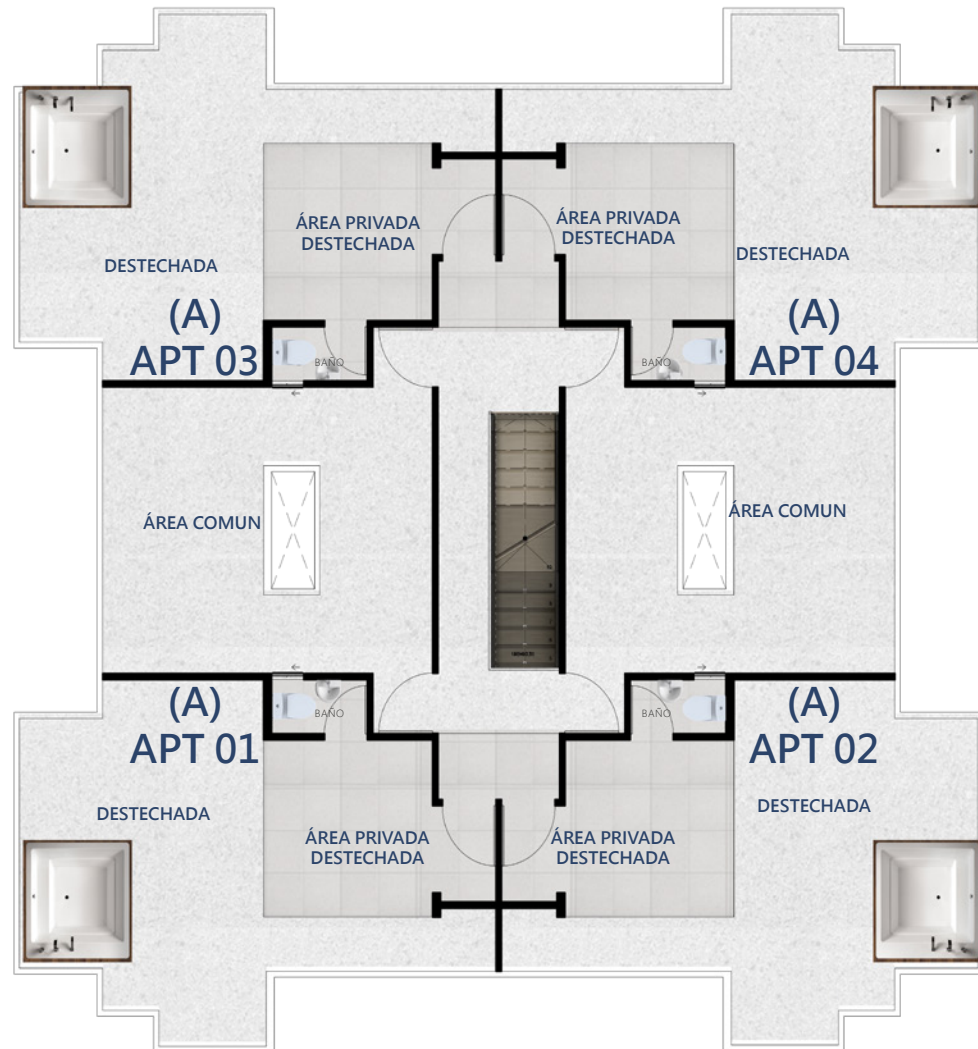 ÁREA PRIVADA
DESTECHADA
ÁREA PRIVADA
DESTECHADA
DESTECHADA
DESTECHADA
(A)
APT 03
(A)
APT 04
BAÑO
BAÑO
ÁREA COMUN
ÁREA COMUN
(A)
APT 01
(A)
APT 02
BAÑO
BAÑO
DESTECHADA
DESTECHADA
ÁREA PRIVADA
DESTECHADA
ÁREA PRIVADA
DESTECHADA